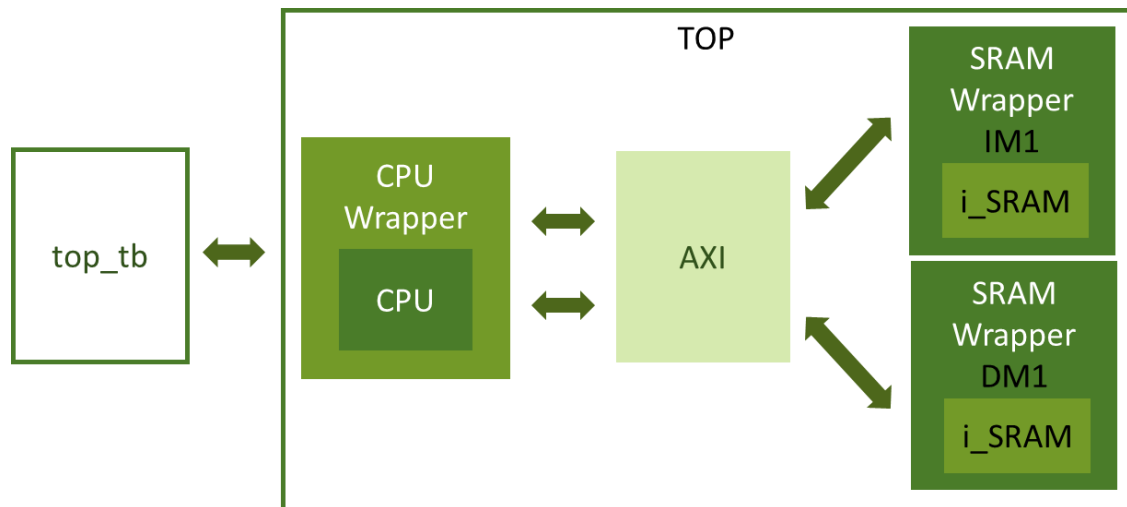 TOP
top_tb
CPU
Wrapper
CPU
AXI
SRAM
Wrapper
IM1
i_SRAM
SRAM
Wrapper
DM1
i_SRAM